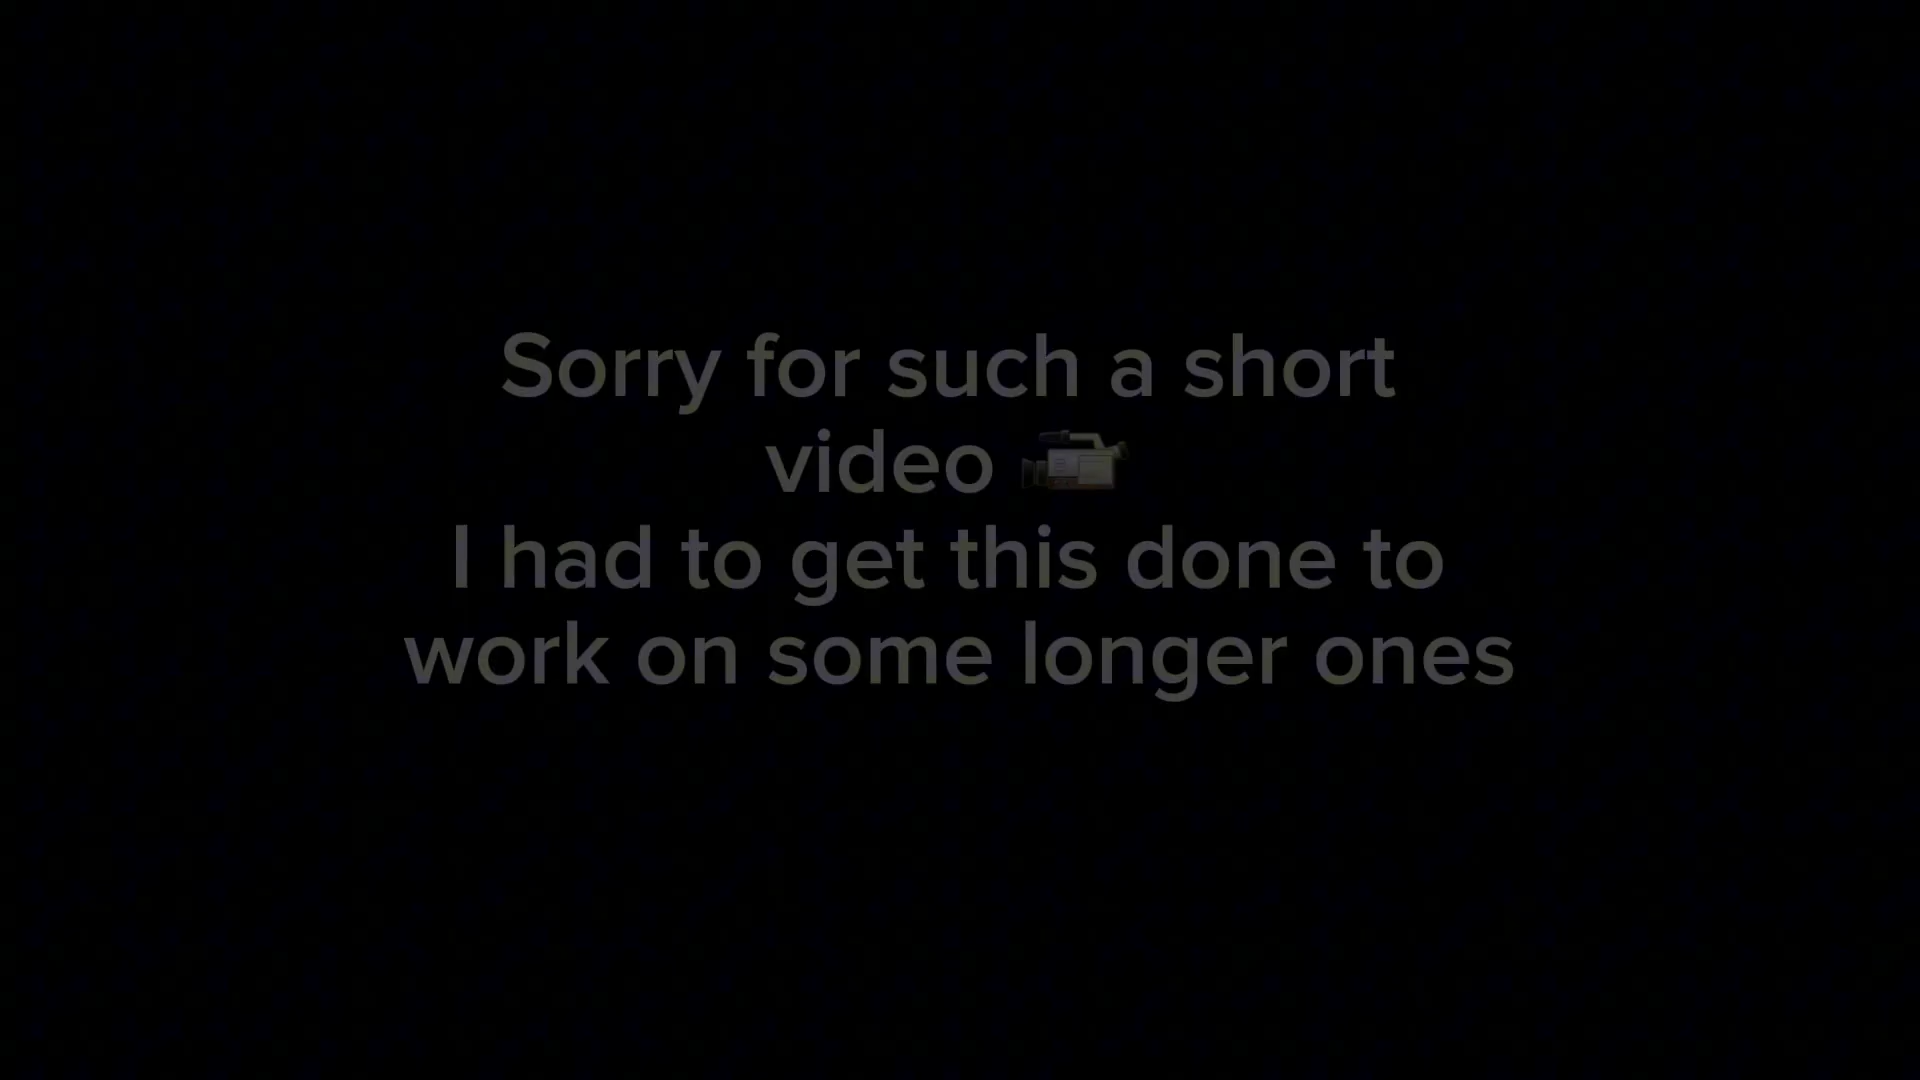 Sorry for such a short
video 📹
I had to get this done to
work on some longer ones